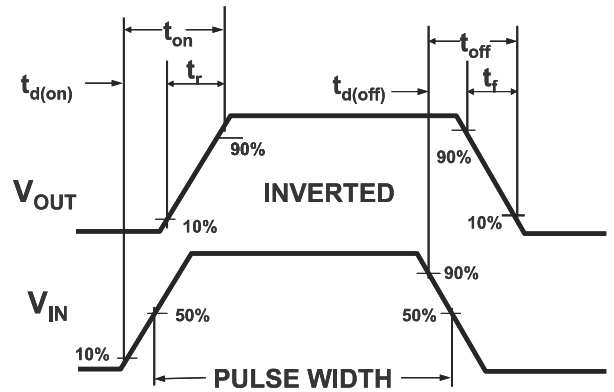 t_on
t_off
t_d(on)
t_r
t_d(off)
t_f
90%
90%
V_OUT
INVERTED
10%
10%
90%
V_IN
50%
50%
10%
PULSE WIDTH